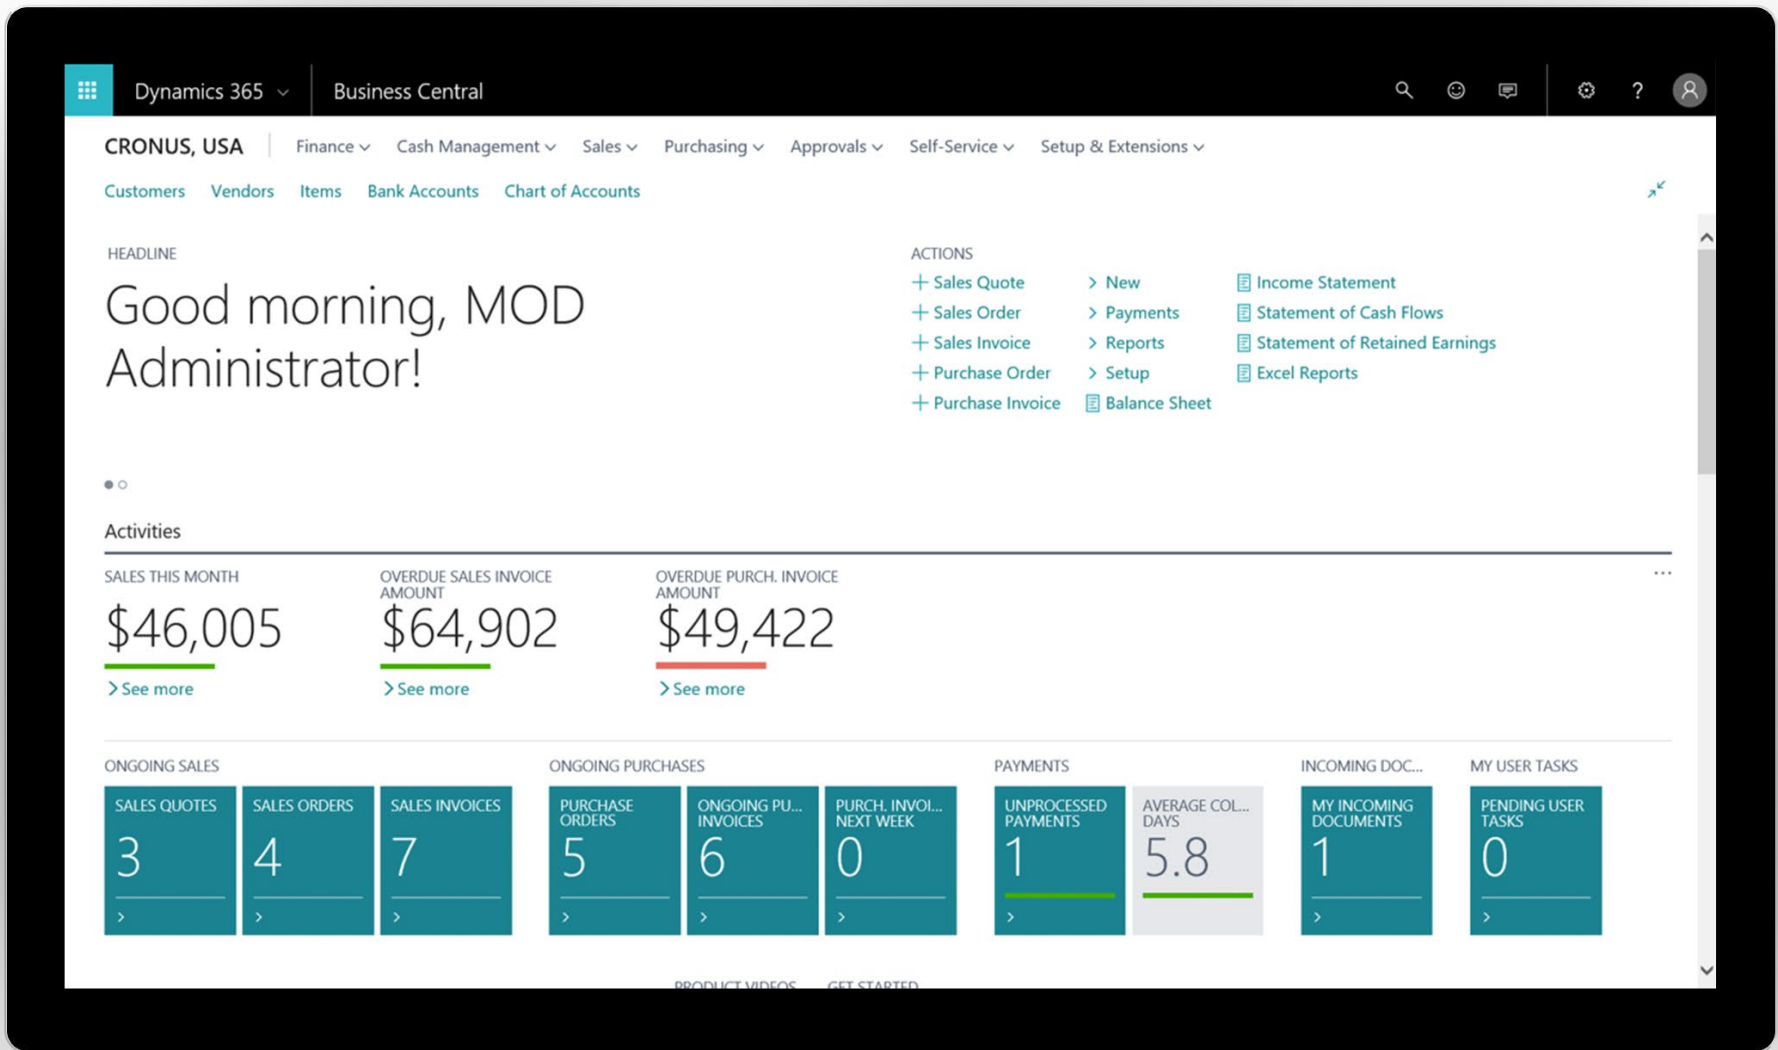 Dynamics 365
Business Central
?
CRONUS, USA
Finance
Cash Management
Sales
Purchasing
Approvals
Self-Service
Setup & Extensions
Customers
Vendors
Items
Bank Accounts
Chart of Accounts
HEADLINE
Good morning, MOD
Administrator!
ACTIONS
+ Sales Quote
+ Sales Order
+ Sales Invoice
+ Purchase Order
+ Purchase Invoice
> New
> Payments
> Reports
> Setup
Balance Sheet
Income Statement
Statement of Cash Flows
Statement of Retained Earnings
Excel Reports
Activities
SALES THIS MONTH
$46,005
> See more
OVERDUE SALES INVOICE
AMOUNT
$64,902
> See more
OVERDUE PURCH. INVOICE
AMOUNT
$49,422
> See more
...
ONGOING SALES
SALES QUOTES
3
>
SALES ORDERS
4
>
SALES INVOICES
7
>
ONGOING PURCHASES
PURCHASE
ORDERS
5
>
ONGOING PU...
INVOICES
6
>
PURCH. INVOI...
NEXT WEEK
0
>
PAYMENTS
UNPROCESSED
PAYMENTS
1
>
AVERAGE COL...
DAYS
5.8
INCOMING DOC...
MY INCOMING
DOCUMENTS
1
>
MY USER TASKS
PENDING USER
TASKS
0
>
PRODUCT VIDEOS
GET STARTED